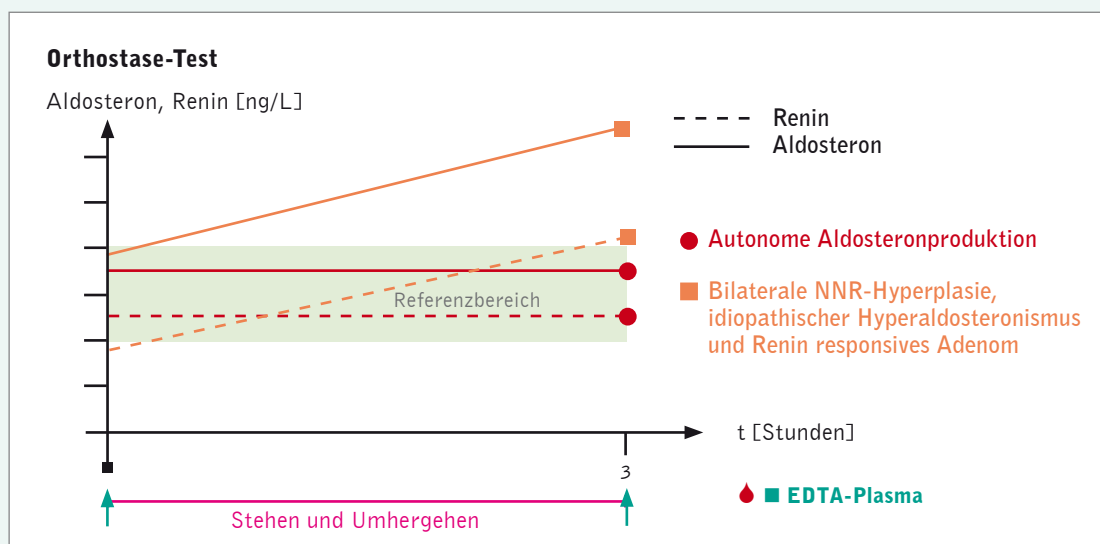 Orthostase-Test
Aldosteron, Renin [ng/L]
Renin
Aldosteron
Autonome Aldosteronproduktion
Bilaterale NNR-Hyperplasie,
idiopathischer Hyperaldosteronismus
und Renin responsives Adenom
Referenzbereich
t [Stunden]
3
EDTA-Plasma
Stehen und Umhergehen